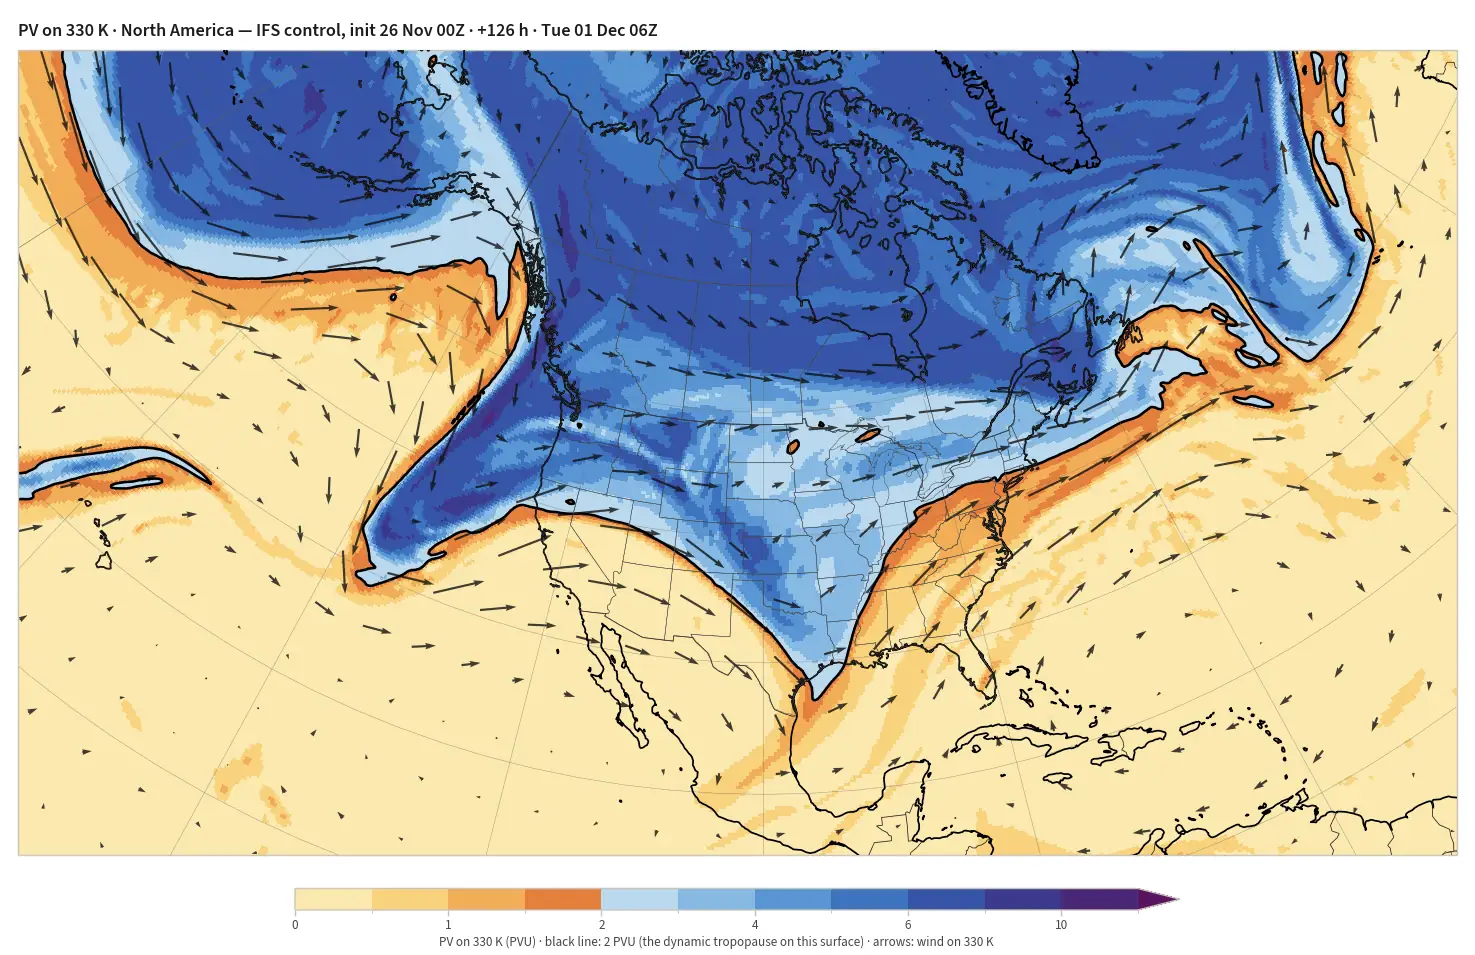 PV on 330 K · North America — IFS control, init 26 Nov 00Z · +126 h · Tue 01 Dec 06Z
0 1 2 4 6 10
PV on 330 K (PVU) · black line: 2 PVU (the dynamic tropopause on this surface) · arrows: wind on 330 K